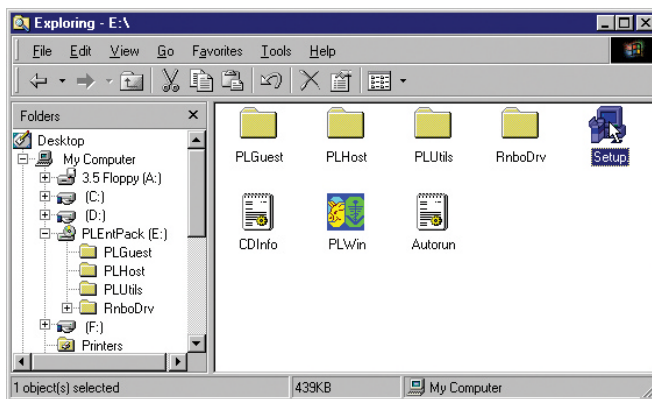 Exploring - E:\
File Edit View Go Favorites Tools Help
Folders
Desktop
My Computer
3.5 Floppy (A:)
(C:)
(D:)
PLEntPack (E:)
PLGuest
PLHost
PLUtils
RnboDrv
(F:)
Printers
PLGuest PLHost PLUtils RnboDrv Setup
CDInfo PLWin Autorun
1 object(s) selected 439KB My Computer